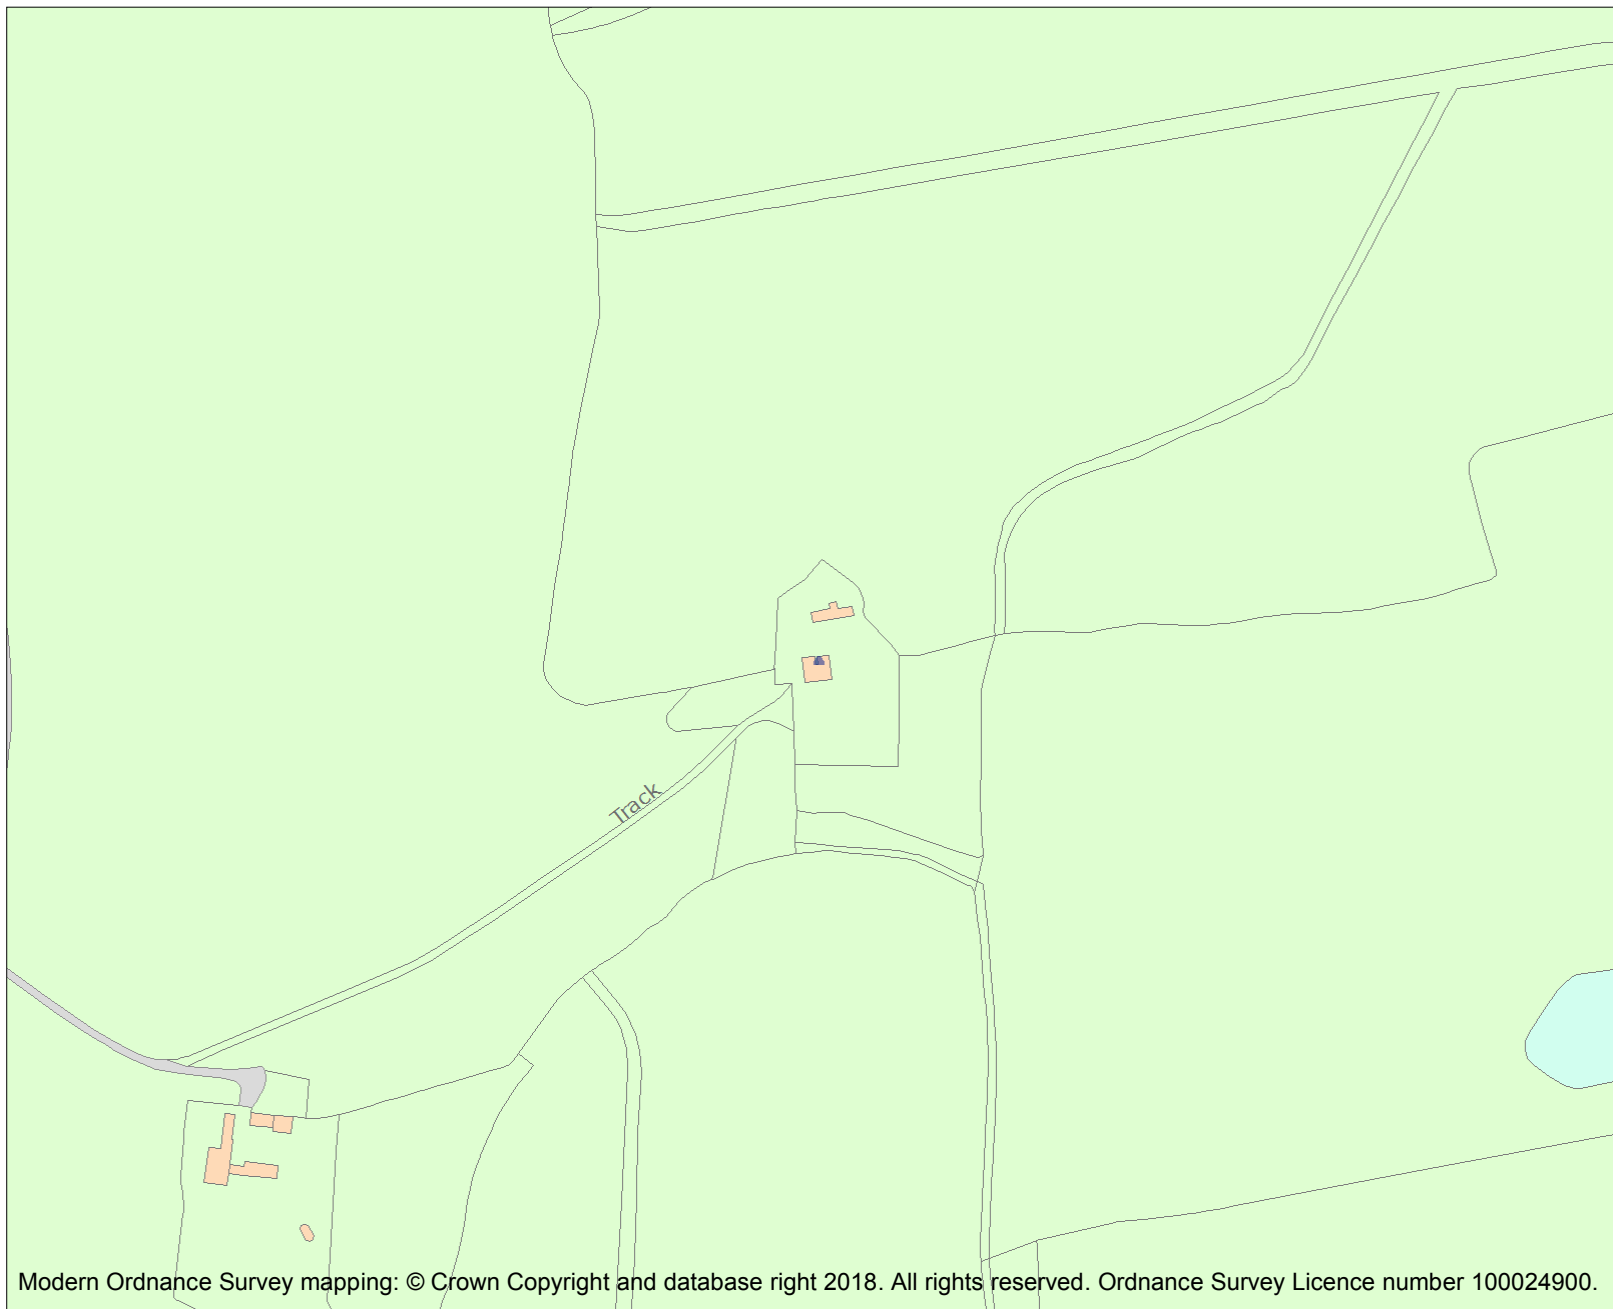 Track
Modern Ordnance Survey mapping: © Crown Copyright and database right 2018. All rights reserved. Ordnance Survey Licence number 100024900.